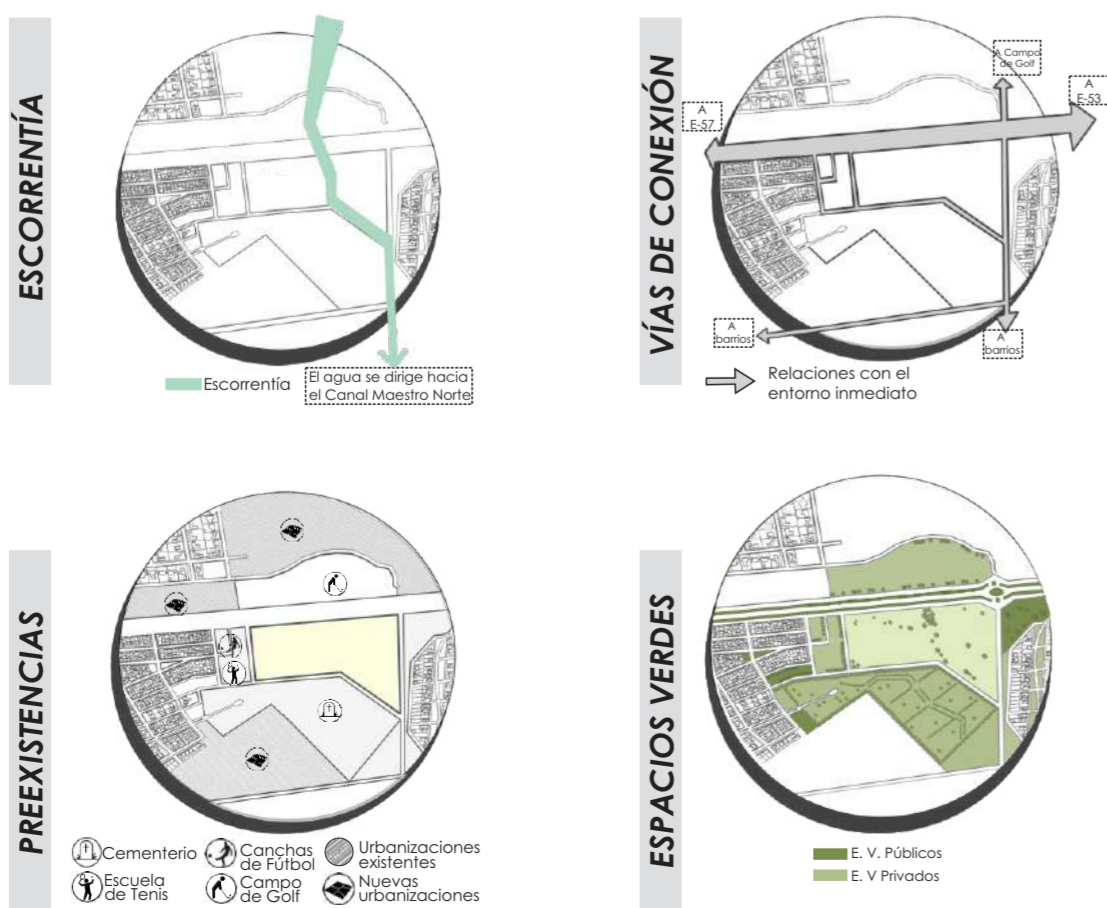 ESCORRENTÍA
Escorrentía
El agua se dirige hacia
el Canal Maestro Norte
VÍAS DE CONEXIÓN
A Campo
de Golf
A
E-57
A
E-53
A
barrios
A
barrios
Relaciones con el
entorno inmediato
PREEXISTENCIAS
Cementerio
Canchas
de Fútbol
Urbanizaciones
existentes
Escuela
de Tenis
Campo
de Golf
Nuevas
urbanizaciones
ESPACIOS VERDES
E. V. Públicos
E. V Privados